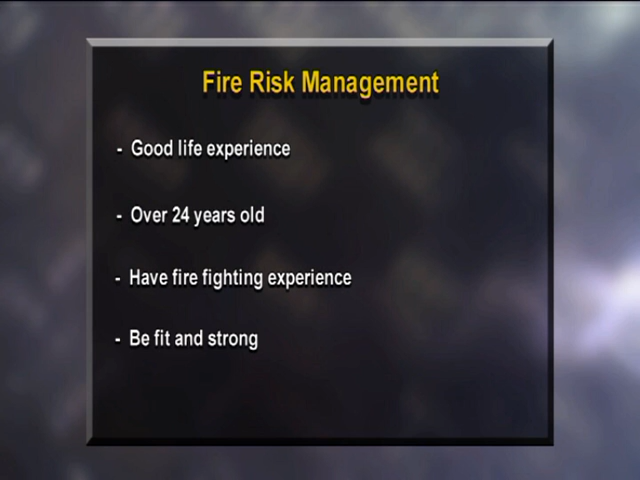 Fire Risk Management
- Good life experience
- Over 24 years old
- Have fire fighting experience
- Be fit and strong